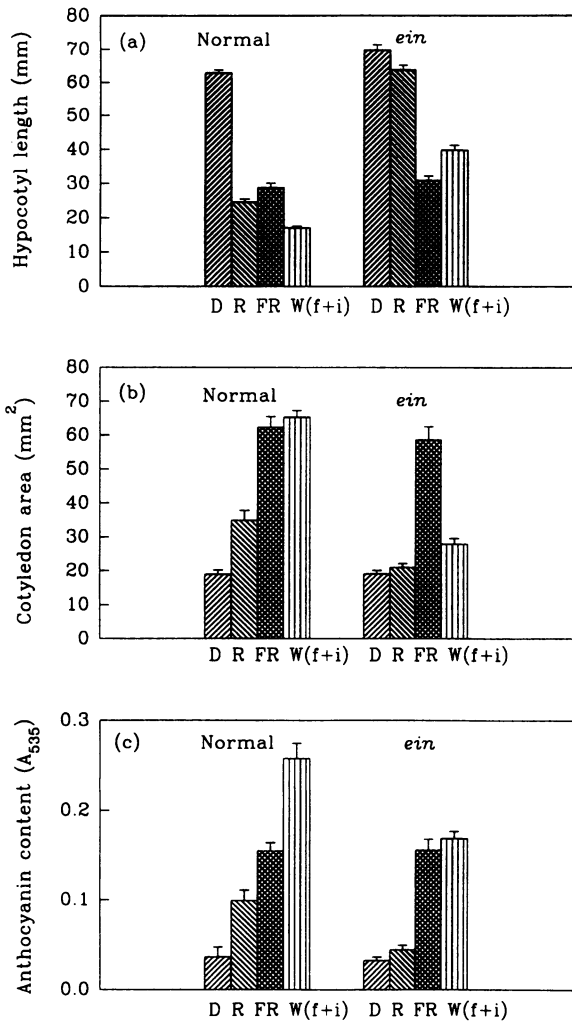 Hypocotyl length (mm)
80
70
60
50
40
30
20
10
0
(a)
Normal
ein
D R FR W(f+i)
D R FR W(f+i)
Cotyledon area (mm²)
80
70
60
50
40
30
20
10
0
(b)
Normal
ein
D R FR W(f+i)
D R FR W(f+i)
Anthocyanin content (A₅₃₅)
0.3
0.2
0.1
0.0
(c)
Normal
ein
D R FR W(f+i)
D R FR W(f+i)